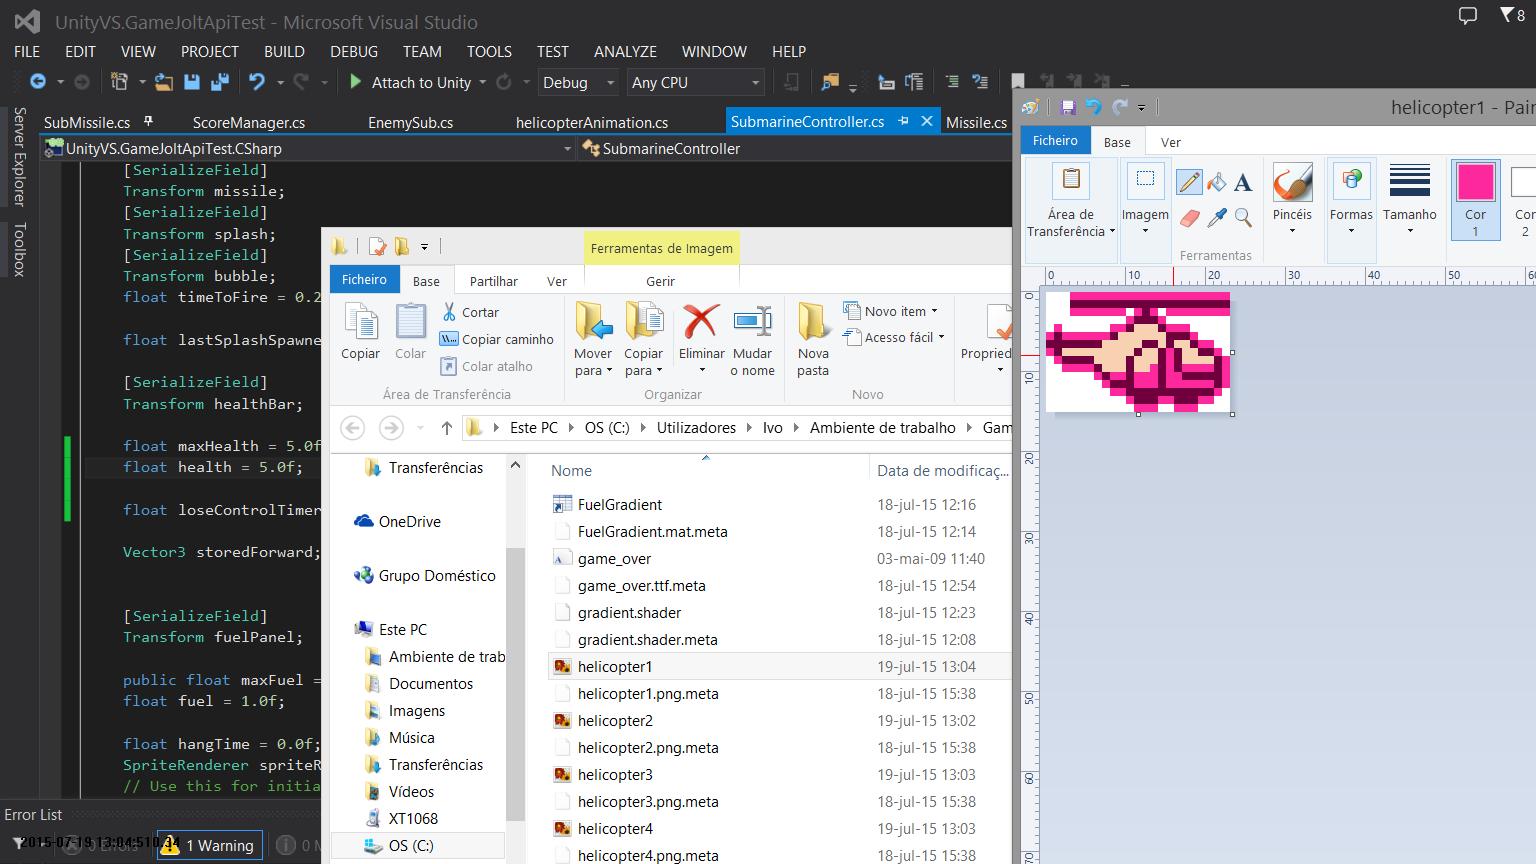 UnityVS.GameJoltApiTest - Microsoft Visual Studio
8
FILE EDIT VIEW PROJECT BUILD DEBUG TEAM TOOLS TEST ANALYZE WINDOW HELP
Attach to Unity Debug Any CPU
Server Explorer
Toolbox
SubMissile.cs ScoreManager.cs EnemySub.cs helicopterAnimation.cs SubmarineController.cs Missile.cs
UnityVS.GameJoltApiTest.CSharp SubmarineController
[SerializeField]
Transform missile;
[SerializeField]
Transform splash;
[SerializeField]
Transform bubble;
float timeToFire = 0.2
float lastSplashSpawne
[SerializeField]
Transform healthBar;
float maxHealth = 5.0f
float health = 5.0f;
float loseControlTimer
Vector3 storedForward;
[SerializeField]
Transform fuelPanel;
public float maxFuel =
float fuel = 1.0f;
float hangTime = 0.0f;
SpriteRenderer spriteR
// Use this for initia
Error List
2015-07-19 13:04:510.94
0 Errors
1 Warning
0 M
Ferramentas de Imagem
Ficheiro Base Partilhar Ver Gerir
Copiar
Colar
Cortar
Copiar caminho
Colar atalho
Área de Transferência
Mover para
Copiar para
Eliminar
Mudar o nome
Organizar
Nova pasta
Novo item
Acesso fácil
Novo
Propried
Este PC OS (C:) Utilizadores Ivo Ambiente de trabalho Gam
Transferências
OneDrive
Grupo Doméstico
Este PC
Ambiente de trab
Documentos
Imagens
Música
Transferências
Vídeos
XT1068
OS (C:)
Nome Data de modificaç...
FuelGradient 18-jul-15 12:16
FuelGradient.mat.meta 18-jul-15 12:14
game_over 03-mai-09 11:40
game_over.ttf.meta 18-jul-15 12:54
gradient.shader 18-jul-15 12:23
gradient.shader.meta 18-jul-15 12:08
helicopter1 19-jul-15 13:04
helicopter1.png.meta 18-jul-15 15:38
helicopter2 19-jul-15 13:02
helicopter2.png.meta 18-jul-15 15:38
helicopter3 19-jul-15 13:03
helicopter3.png.meta 18-jul-15 15:38
helicopter4 19-jul-15 13:03
helicopter4.png.meta 18-jul-15 15:38
helicopter1 - Pain
Ficheiro Base Ver
Área de Transferência
Imagem
Ferramentas
Pincéis
Formas
Tamanho
Cor 1
Cor 2
0 10 20 30 40 50 60
0
10
20
30
40
50
60
70